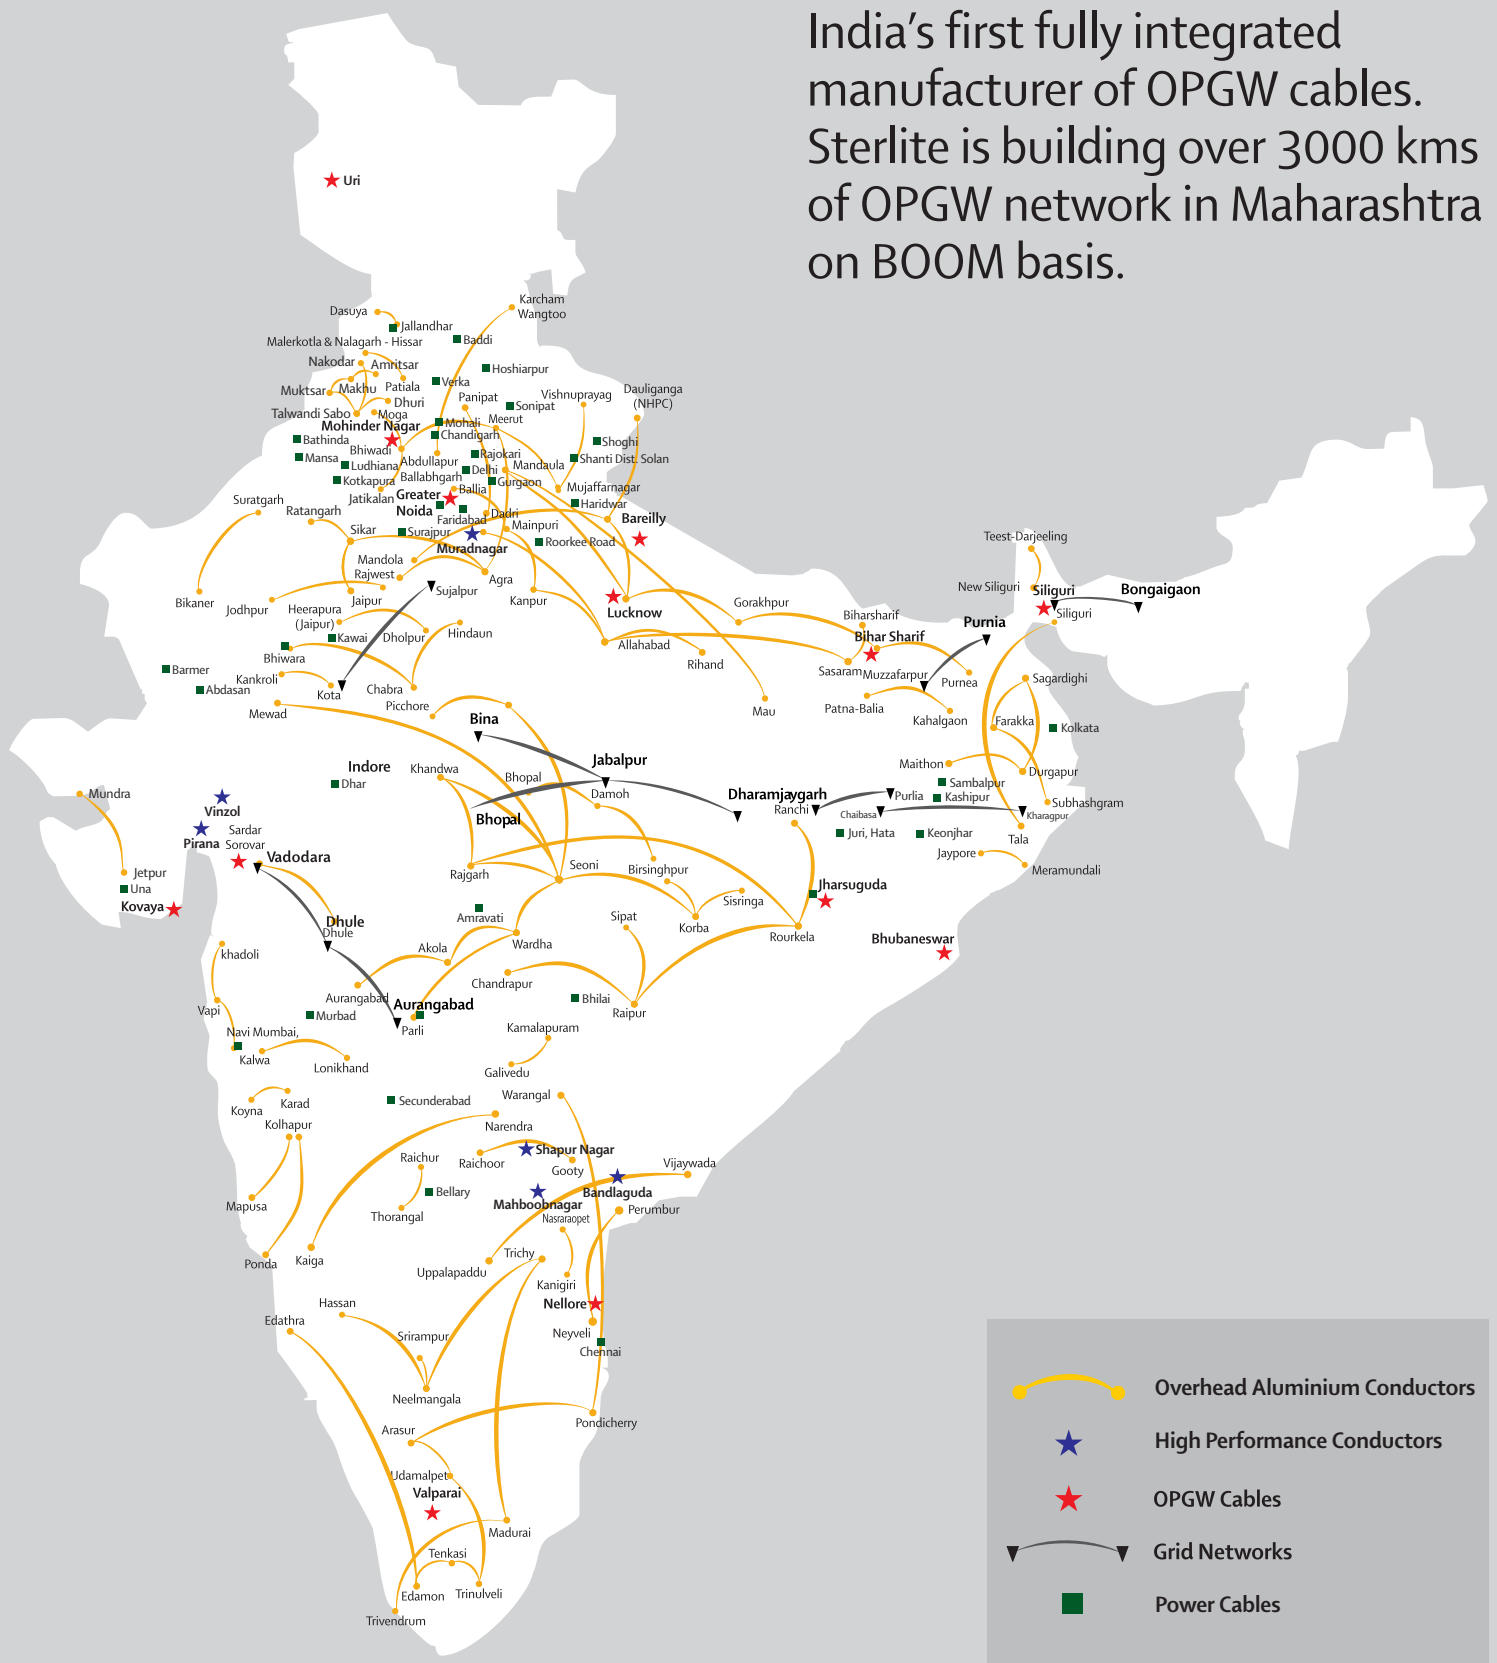 India's first fully integrated
manufacturer of OPGW cables.
Sterlite is building over 3000 kms
of OPGW network in Maharashtra
on BOOM basis.
Uri
Karcham
Wangtoo
Dasuya
Jallandhar
Baddi
Malerkotla & Nalagarh - Hissar
Nakodar
Amritsar
Hoshiarpur
Muktsar
Makhu
Patiala
Verka
Vishnuprayag
Dauliganga
(NHPC)
Dhuri
Panipat
Sonipat
Talwandi Sabo
Moga
Mohali
Meerut
Mohinder Nagar
Chandigarh
Bathinda
Bhiwadi
Shoghi
Mansa
Ludhiana
Abdullapur
Rajokari
Mandaula
Shanti Dist. Solan
Kotkapura
Ballabhgarh
Delhi
Gurgaon
Jatikalan
Greater
Noida
Ballia
Mujaffarnagar
Haridwar
Suratgarh
Ratangarh
Faridabad
Dadri
Bareilly
Sikar
Surajpur
Mainpuri
Muradnagar
Roorkee Road
Mandola
Rajwest
Agra
Teest-Darjeeling
Bikaner
Jodhpur
Jaipur
Sujalpur
Kanpur
New Siliguri
Siliguri
Bongaigaon
Heerapura
(Jaipur)
Lucknow
Gorakhpur
Siliguri
Kawai
Dholpur
Hindaun
Biharsharif
Purnia
Bhiwara
Allahabad
Bihar Sharif
Barmer
Kankroli
Rihand
Sasaram
Muzzafarpur
Purnea
Abdasan
Kota
Chabra
Sagardighi
Mewad
Picchore
Mau
Patna-Balia
Kahalgaon
Farakka
Bina
Kolkata
Indore
Khandwa
Bhopal
Jabalpur
Maithon
Durgapur
Dhar
Damoh
Sambalpur
Mundra
Dharamjaygarh
Purlia
Kashipur
Subhashgram
Vinzol
Bhopal
Ranchi
Chaibasa
Kharagpur
Pirana
Sardar
Sorovar
Juri, Hata
Keonjhar
Tala
Vadodara
Jaypore
Jetpur
Rajgarh
Seoni
Birsinghpur
Meramundali
Una
Jharsuguda
Kovaya
Amravati
Sisringa
Dhule
Dhule
Sipat
Korba
Rourkela
Bhubaneswar
khadoli
Akola
Wardha
Chandrapur
Aurangabad
Aurangabad
Bhilai
Vapi
Murbad
Parli
Raipur
Navi Mumbai,
Kalwa
Kamalapuram
Lonikhand
Galivedu
Koyna
Karad
Secunderabad
Warangal
Kolhapur
Narendra
Shapur Nagar
Raichur
Raichoor
Gooty
Vijaywada
Mapusa
Bellary
Bandlaguda
Thorangal
Mahboobnagar
Perumbur
Nasraraopet
Ponda
Kaiga
Trichy
Uppalapaddu
Kanigiri
Hassan
Nellore
Edathra
Srirampur
Neyveli
Chennai
Neelmangala
Arasur
Pondicherry
Udamalpet
Valparai
Madurai
Tenkasi
Edamon
Trinulveli
Trivendrum
Overhead Aluminium Conductors
High Performance Conductors
OPGW Cables
Grid Networks
Power Cables